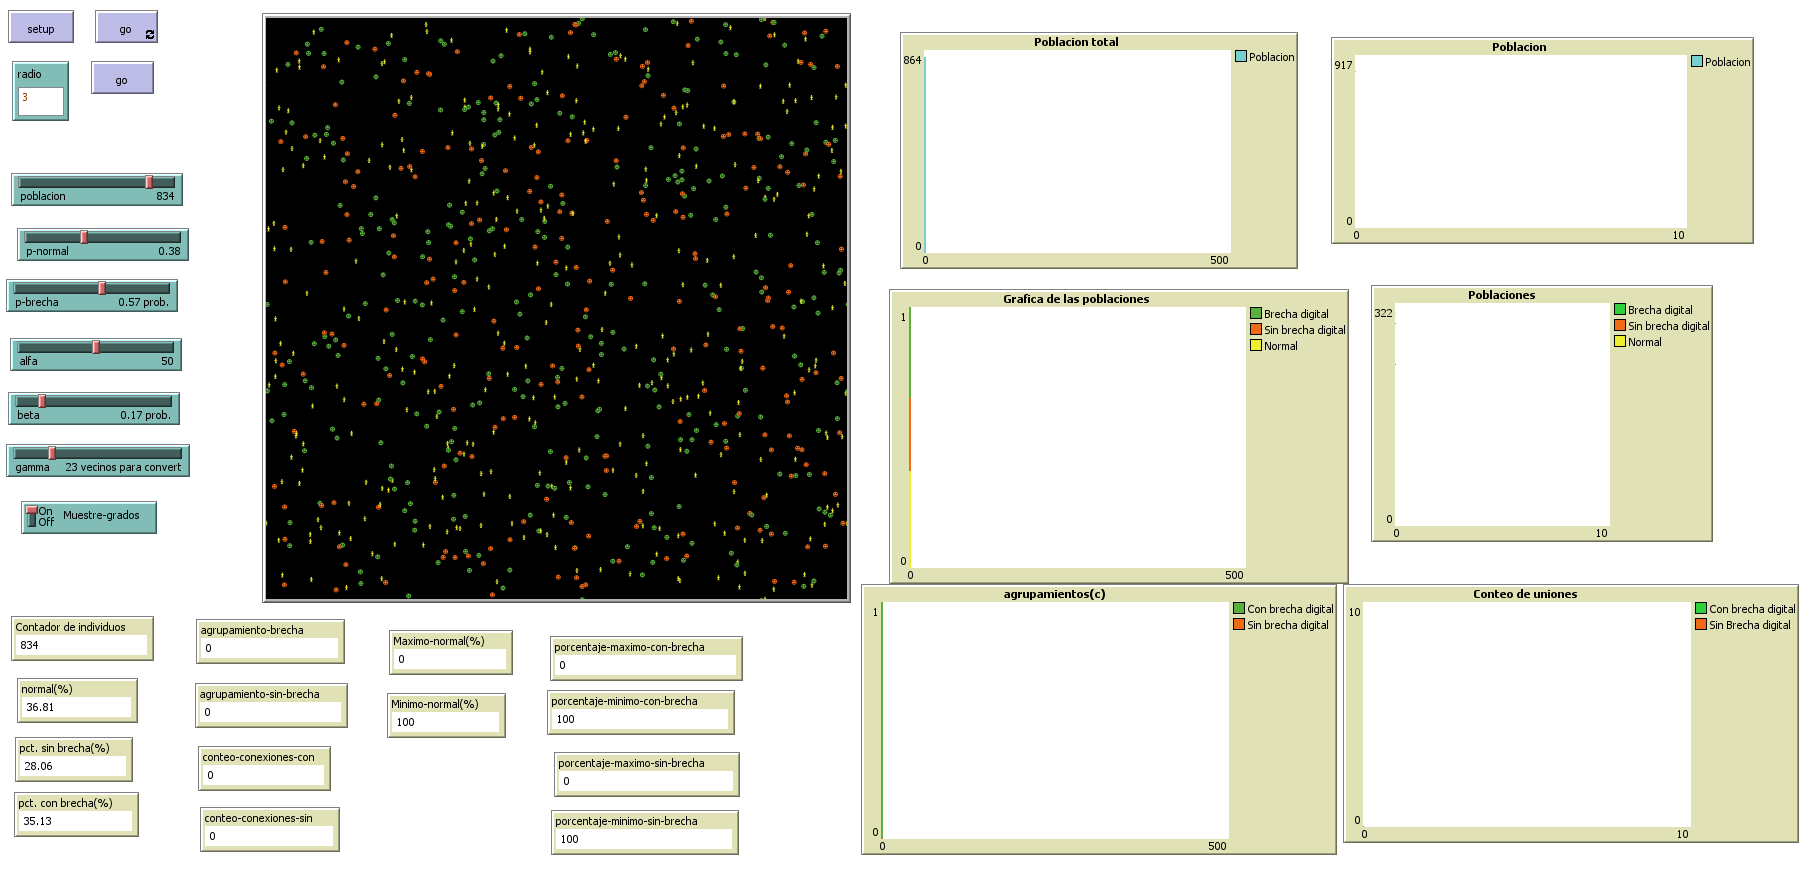 setup
go
radio
3
go
poblacion 834
p-normal 0.38
p-brecha 0.57 prob.
alfa 50
beta 0.17 prob.
gamma 23 vecinos para convert
On
Off
Muestre-grados
Contador de individuos
834
normal(%)
36.81
pct. sin brecha(%)
28.06
pct. con brecha(%)
35.13
agrupamiento-brecha
0
agrupamiento-sin-brecha
0
conteo-conexiones-con
0
conteo-conexiones-sin
0
Maximo-normal(%)
0
Minimo-normal(%)
100
porcentaje-maximo-con-brecha
0
porcentaje-minimo-con-brecha
100
porcentaje-maximo-sin-brecha
0
porcentaje-minimo-sin-brecha
100
Poblacion total
864
0
0 500
Poblacion
Poblacion
917
0
0 10
Poblacion
Grafica de las poblaciones
1
0
0 500
Brecha digital
Sin brecha digital
Normal
Poblaciones
322
0
0 10
Brecha digital
Sin brecha digital
Normal
agrupamientos(c)
1
0
0 500
Con brecha digital
Sin brecha digital
Conteo de uniones
10
0
0 10
Con brecha digital
Sin Brecha digital